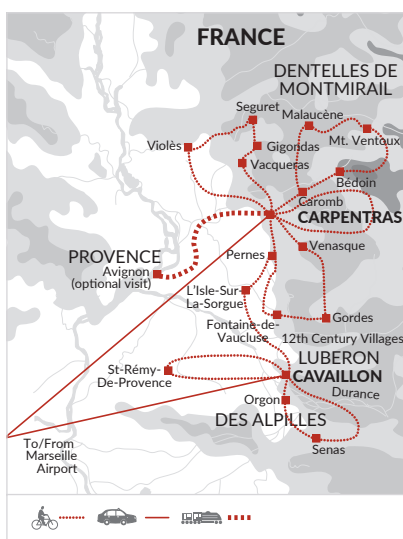 FRANCE
DENTELLES DE
MONTMIRAIL
Seguret
Malaucène
Mt. Ventoux
Violès
Gigondas
Vacqueras
Bédoin
Caromb
CARPENTRAS
PROVENCE
Avignon
(optional visit)
Pernes
Venasque
L'Isle-Sur-
La-Sorgue
Fontaine-de-
Vaucluse
Gordes
12th Century Villages
LUBERON
CAVAILLON
St-Rémy-
De-Provence
Durance
Orgon
DES ALPILLES
Senas
To/From
Marseille
Airport